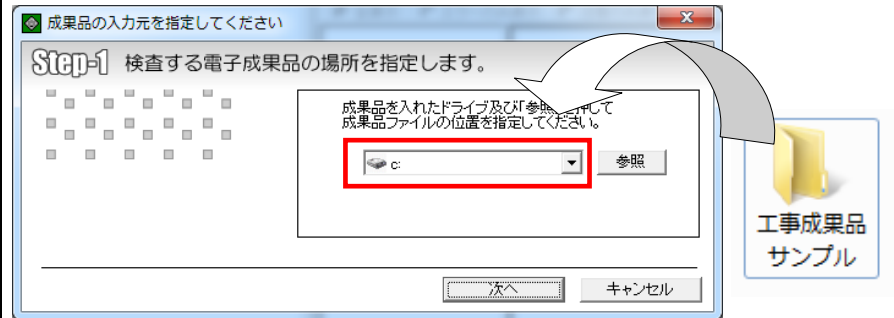 成果品の入力元を指定してください
Step-1 検査する電子成果品の場所を指定します。
成果品を入れたドライブ及び「参照」を押して
成果品ファイルの位置を指定してください。
c:
参照
次へ
キャンセル
工事成果品
サンプル